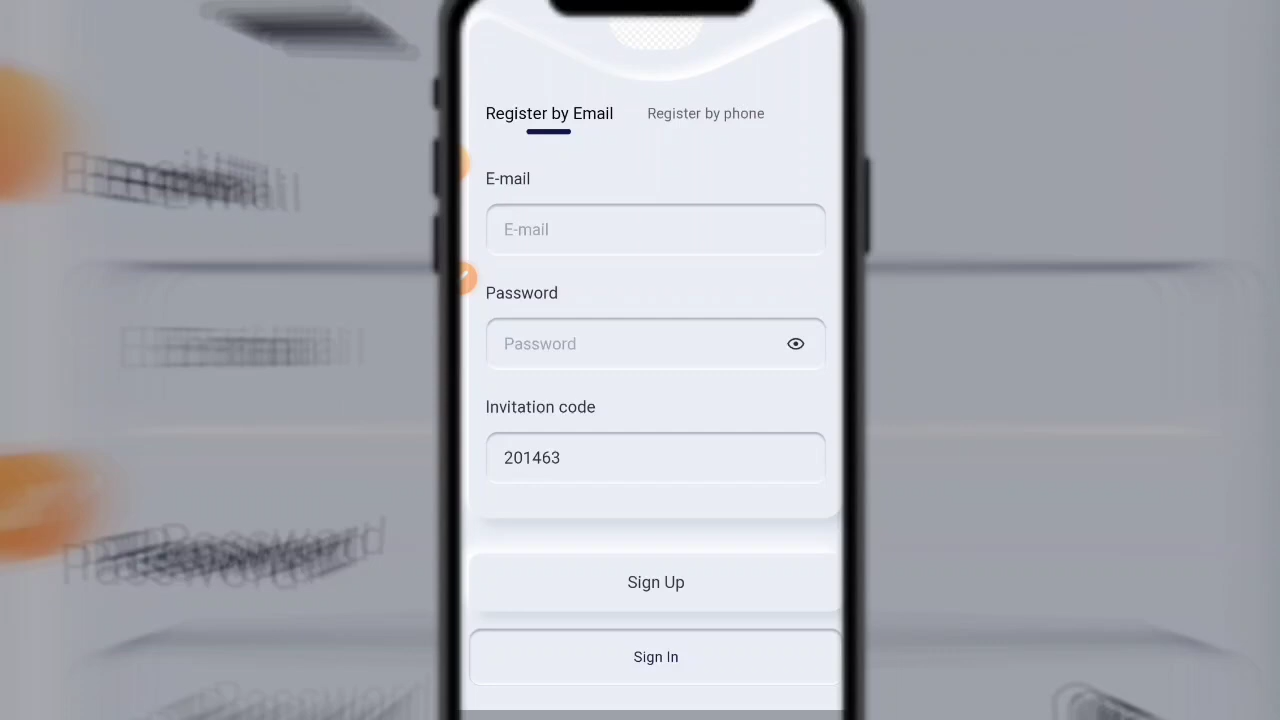 Register by Email Register by phone
E-mail
E-mail
Password
Password
Invitation code
201463
Sign Up
Sign In